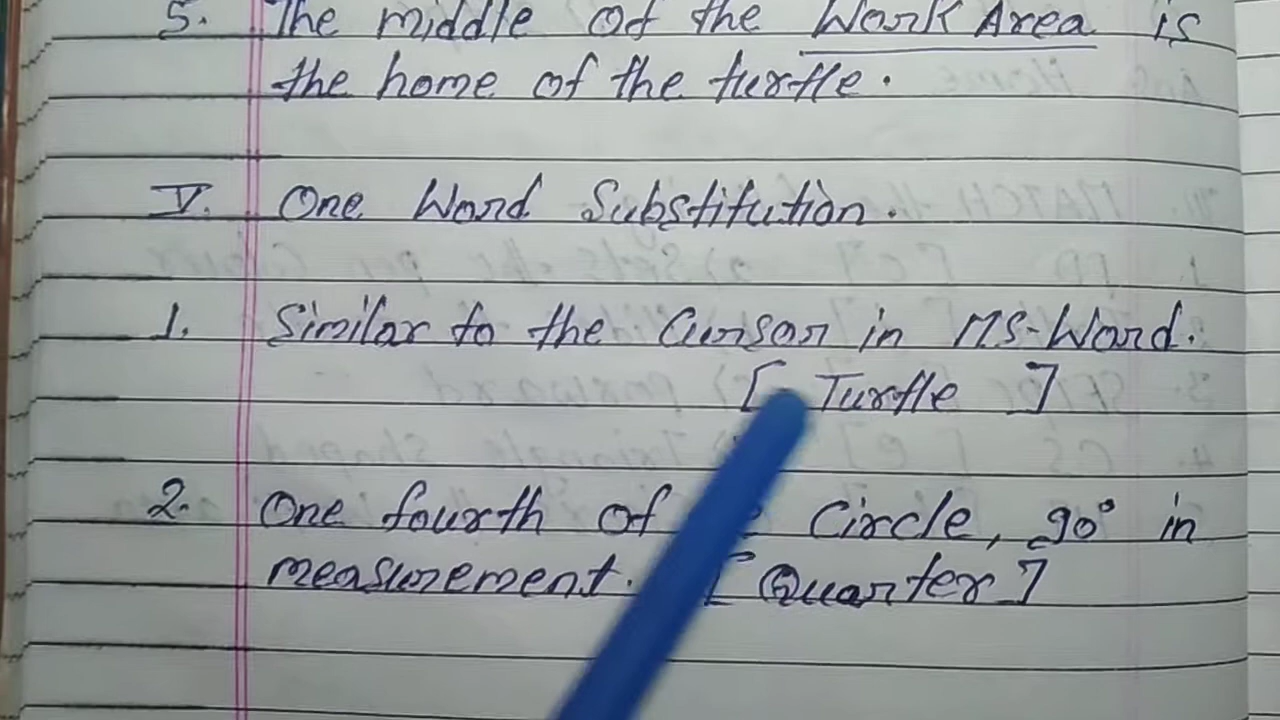 5. The middle of the Work Area is
the home of the turtle.
V. One Word Substitution.
1. Similar to the Cursor in MS-Word.
[ Turtle ]
2. One fourth of Circle, 90° in
measurement. [ Quarter ]